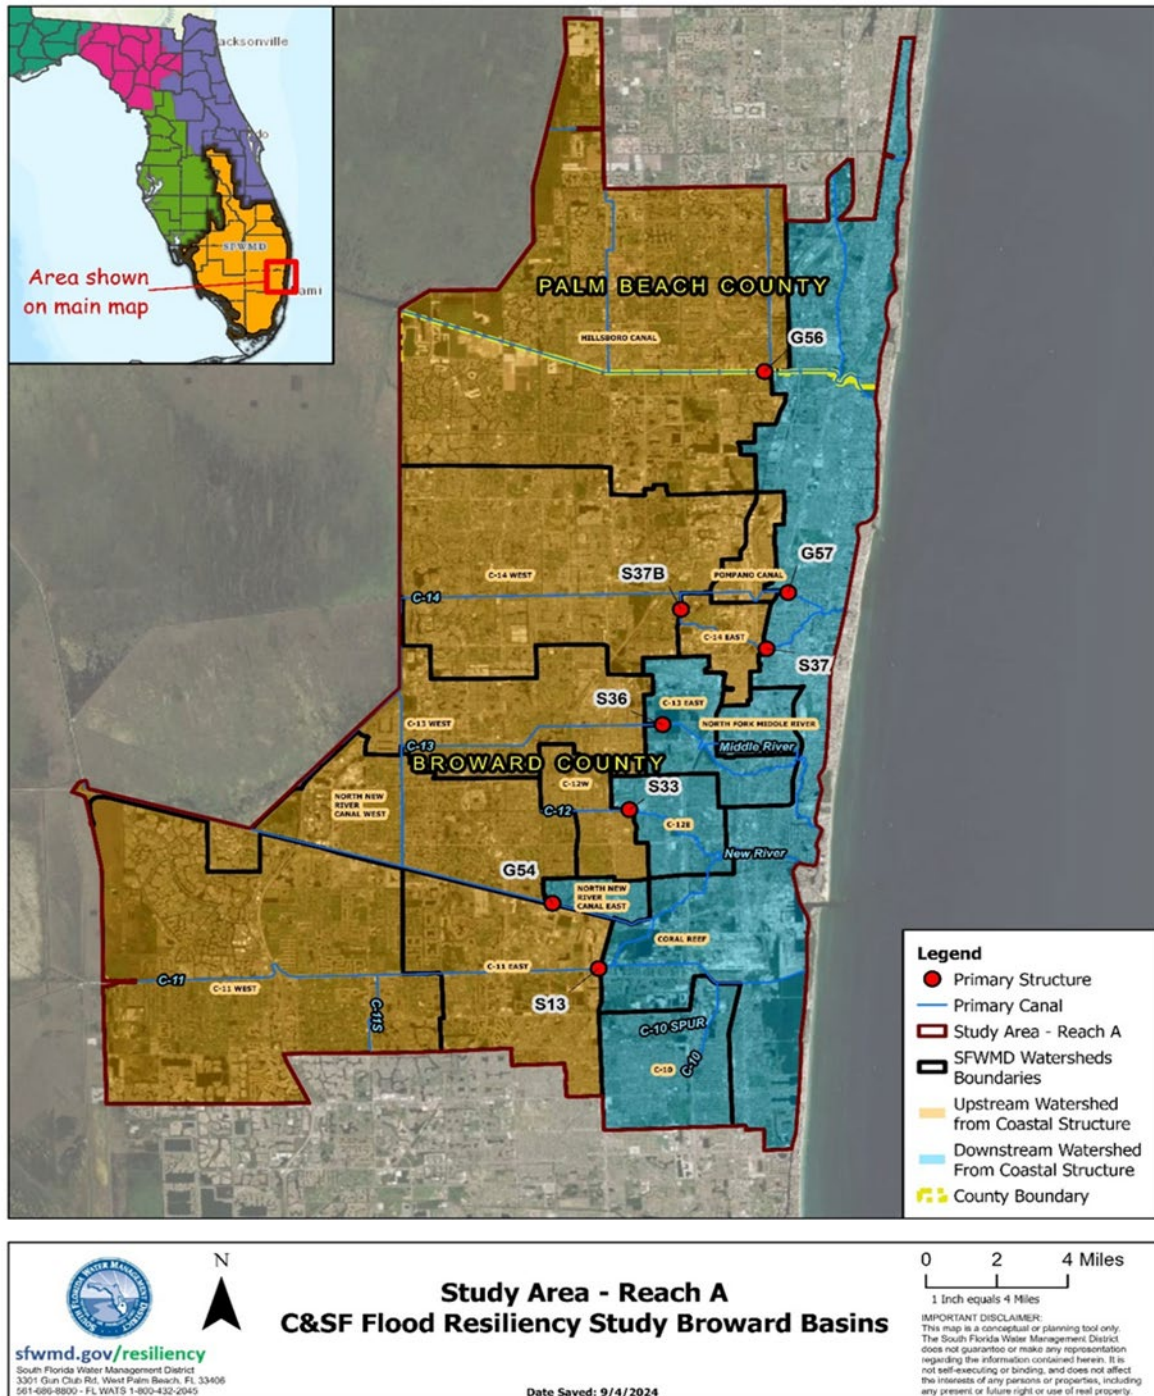 Jacksonville
SFWMD
Area shown
on main map
PALM BEACH COUNTY
HILLSBORO CANAL
G56
G57
C-14 WEST
S37B
POMPANO CANAL
C-14
C-14 EAST
S37
S36
C-13 EAST
C-13 WEST
NORTH FORK MIDDLE RIVER
C-13
Middle River
BROWARD COUNTY
S33
C-12W
NORTH NEW
RIVER
CANAL WEST
C-12
C-12E
New River
G54
NORTH NEW
RIVER
CANAL EAST
CORAL REEF
C-11 EAST
C-11
C-11 WEST
S13
C-11S
C-10 SPUR
C-10
C-10
Legend
Primary Structure
Primary Canal
Study Area - Reach A
SFWMD Watersheds
Boundaries
Upstream Watershed
from Coastal Structure
Downstream Watershed
From Coastal Structure
County Boundary
SOUTH FLORIDA WATER MANAGEMENT DISTRICT
N
Study Area - Reach A
C&SF Flood Resiliency Study Broward Basins
Date Saved: 9/4/2024
sfwmd.gov/resiliency
South Florida Water Management District
3301 Gun Club Rd, West Palm Beach, FL 33406
561-686-8800 - FL WATS 1-800-432-2045
0 2 4 Miles
1 Inch equals 4 Miles
IMPORTANT DISCLAIMER:
This map is a conceptual or planning tool only.
The South Florida Water Management District
does not guarantee or make any representation
regarding the information contained herein. It is
not self-executing or binding, and does not affect
the interests of any persons or properties, including
any present or future right or use of real property.